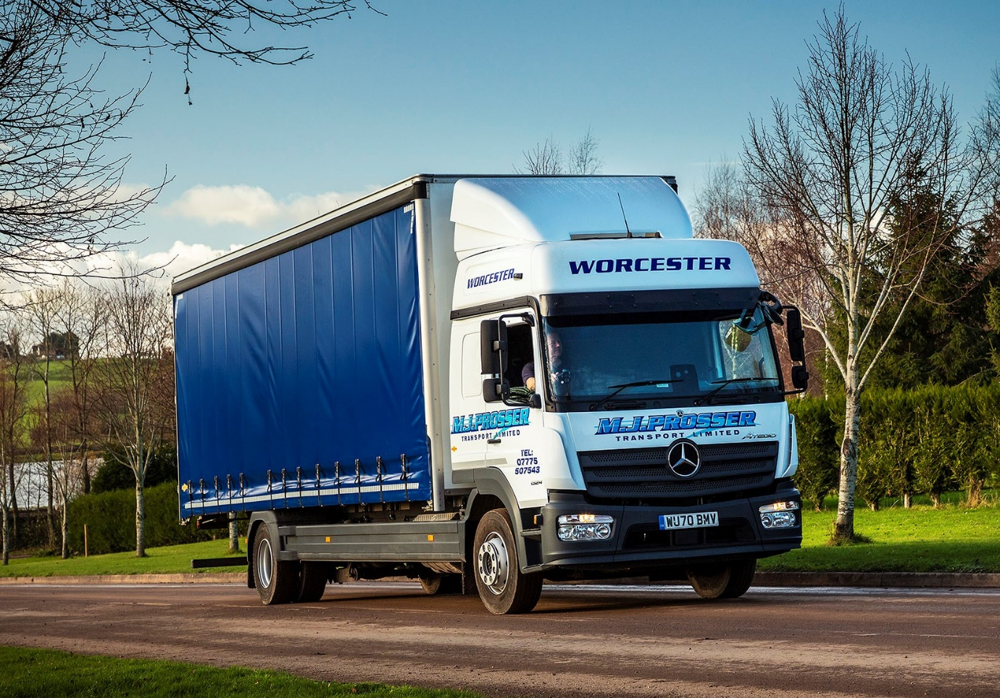 WORCESTER
WORCESTER
M.J.PROSSER
TRANSPORT LIMITED
TEL:
07775
507543
M.J.PROSSER
TRANSPORT LIMITED
ATEGO
WU70 BMV